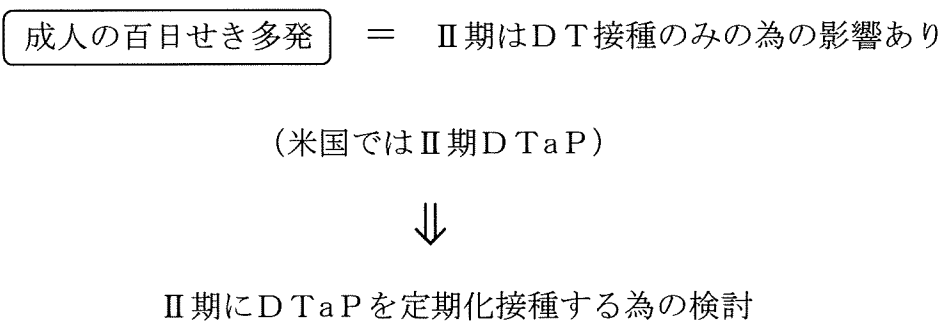 成人の百日せき多発 = Ⅱ期はDT接種のみの為の影響あり
(米国ではⅡ期DTaP)
⇓
Ⅱ期にDTaPを定期化接種する為の検討